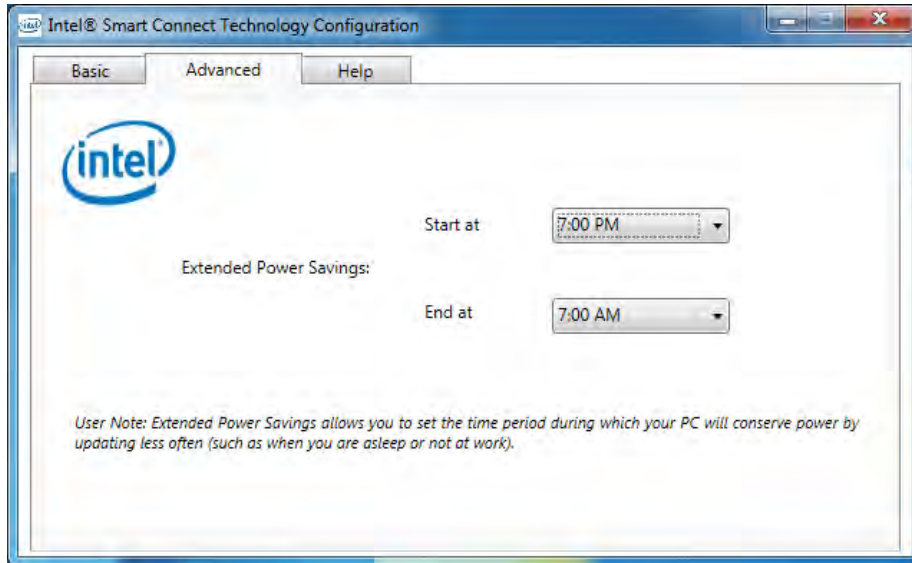 Intel® Smart Connect Technology Configuration
Basic Advanced Help
intel
Start at 7:00 PM
Extended Power Savings:
End at 7:00 AM
User Note: Extended Power Savings allows you to set the time period during which your PC will conserve power by
updating less often (such as when you are asleep or not at work).